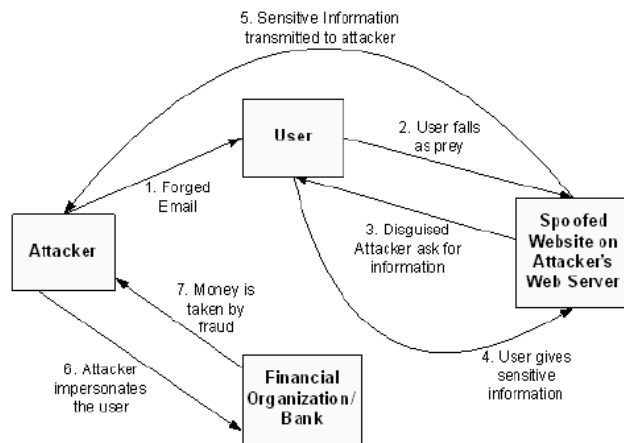 5. Sensitive Information
transmitted to attacker
User
2. User falls
as prey
1. Forged
Email
3. Disguised
Attacker ask for
information
Spoofed
Website on
Attacker's
Web Server
Attacker
7. Money is
taken by
fraud
4. User gives
sensitive
information
6. Attacker
impersonates
the user
Financial
Organization/
Bank